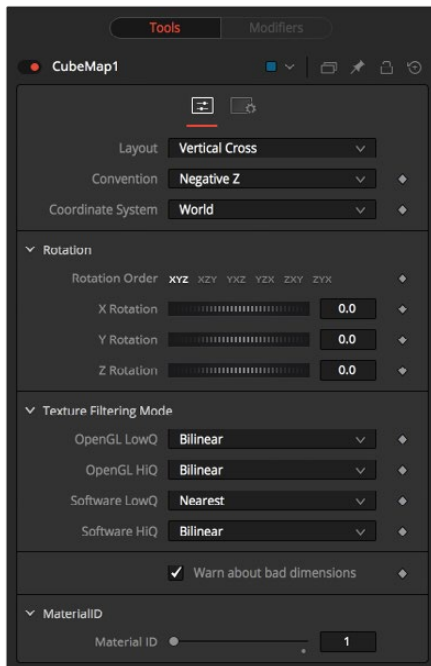 Tools Modifiers
CubeMap1
Layout Vertical Cross
Convention Negative Z
Coordinate System World
Rotation
Rotation Order XYZ XZY YXZ YZX ZXY ZYX
X Rotation 0.0
Y Rotation 0.0
Z Rotation 0.0
Texture Filtering Mode
OpenGL LowQ Bilinear
OpenGL HiQ Bilinear
Software LowQ Nearest
Software HiQ Bilinear
Warn about bad dimensions
MaterialID
Material ID 1